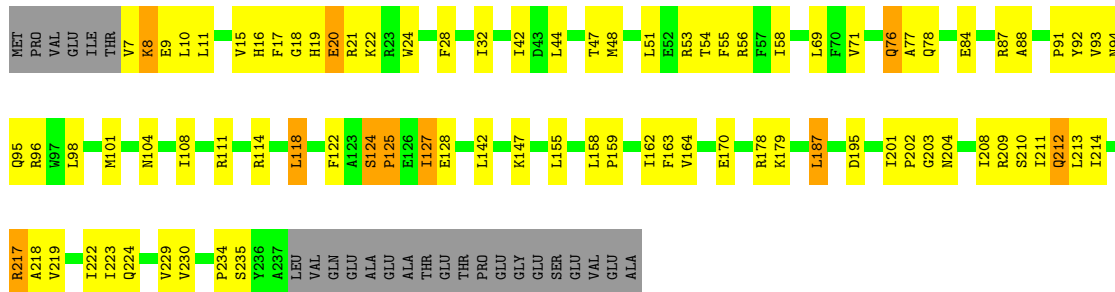 MET PRO VAL GLU ILE THR V7 K8 E9 L10 L11 V15 H16 F17 G18 H19 E20 R21 K22 R23 W24 F28 I32 I42 D43 L44 T47 M48 L51 E52 R53 T54 F55 R56 F57 I58 L69 F70 V71 Q76 A77 Q78 E84 R87 A88 P91 Y92 V93 N94
Q95 R96 W97 L98 M101 N104 I108 R111 R114 L118 F122 A123 S124 P125 E126 I127 E128 L142 K147 L155 L158 P159 I162 F163 V164 E170 R178 K179 L187 D195 I201 P202 G203 N204 I208 R209 S210 I211 Q212 L213 I214
R217 A218 V219 I222 I223 Q224 V229 V230 P234 S235 Y236 A237 LEU VAL GLN GLU ALA GLU ALA THR GLU THR PRO GLU GLY GLU SER GLU VAL GLU ALA